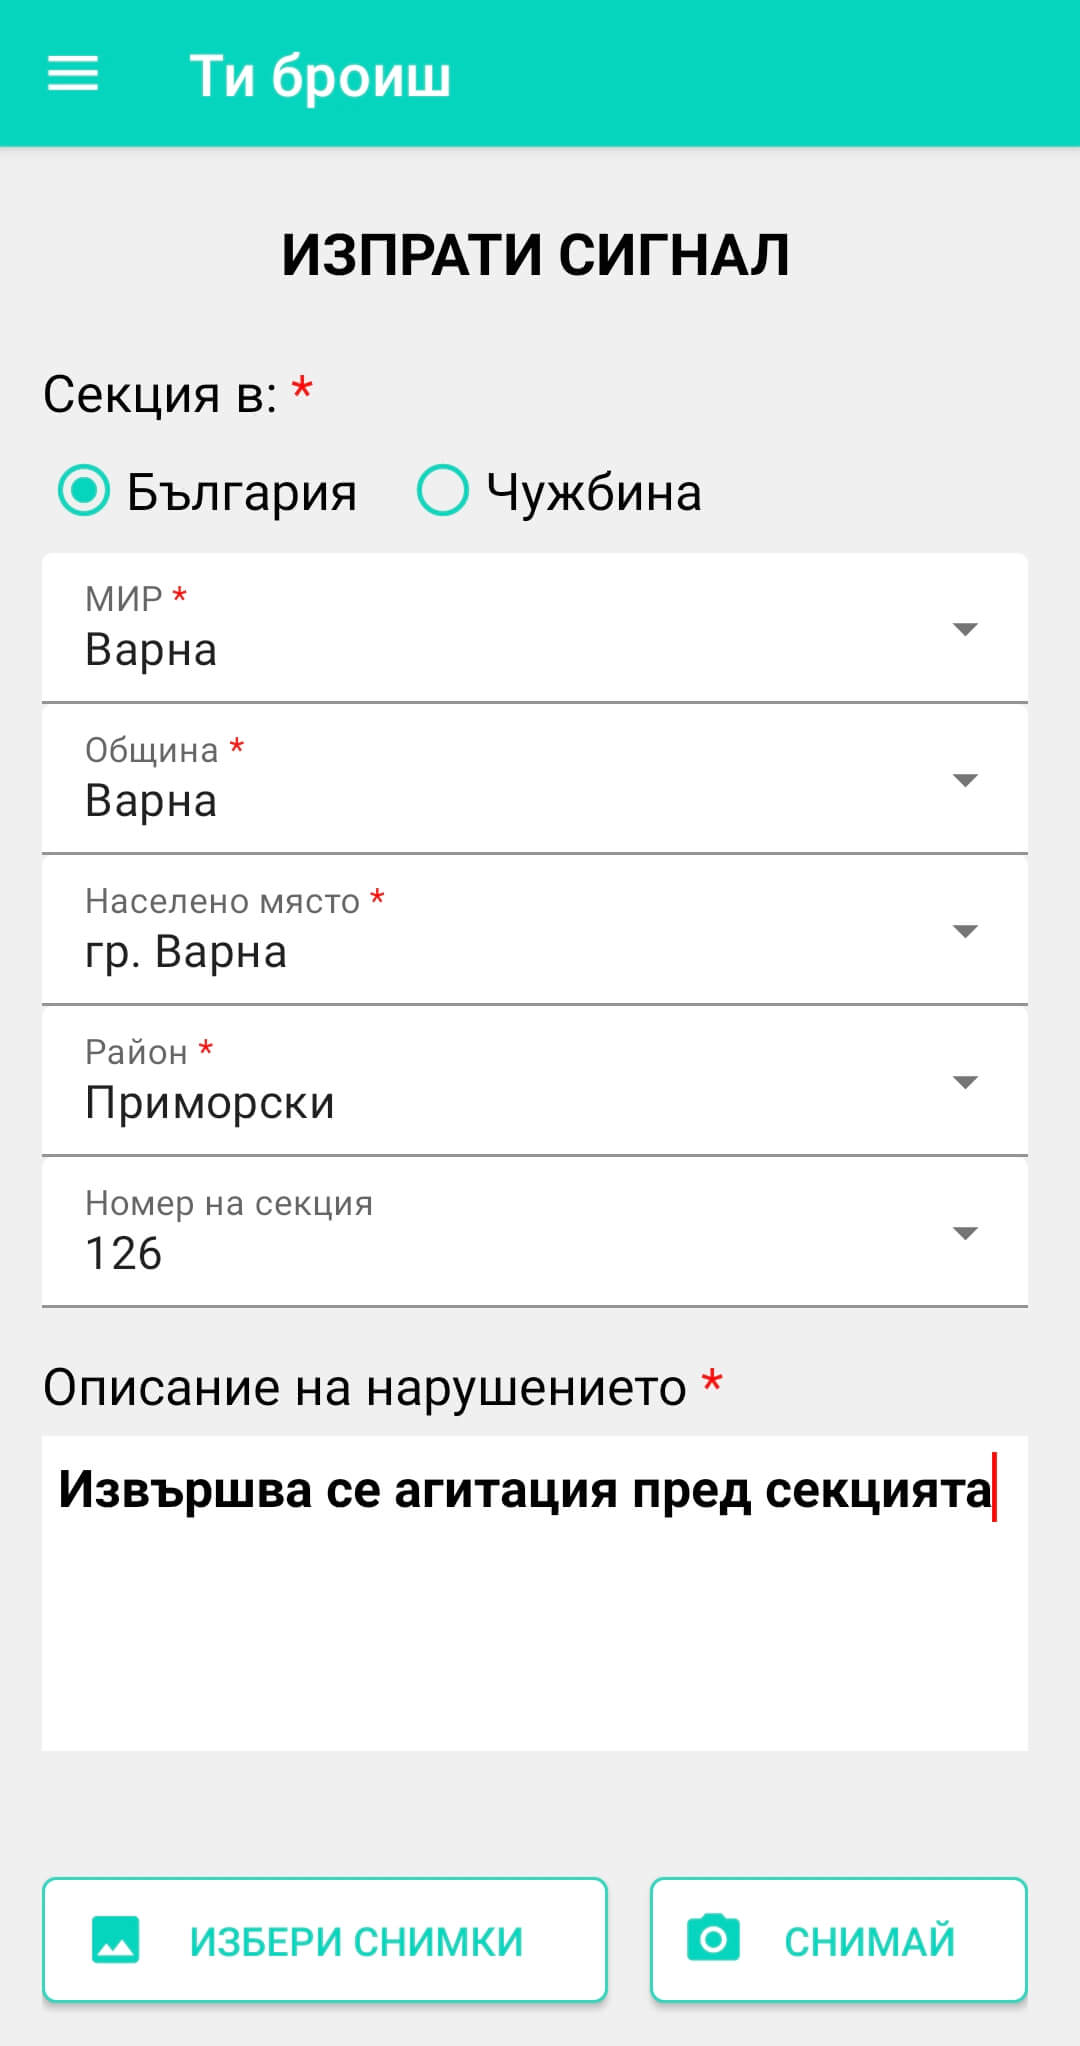 Ти броиш
ИЗПРАТИ СИГНАЛ
Секция в: *
България Чужбина
МИР *
Варна
Община *
Варна
Населено място *
гр. Варна
Район *
Приморски
Номер на секция
126
Описание на нарушението *
Извършва се агитация пред секцията
ИЗБЕРИ СНИМКИ СНИМАЙ